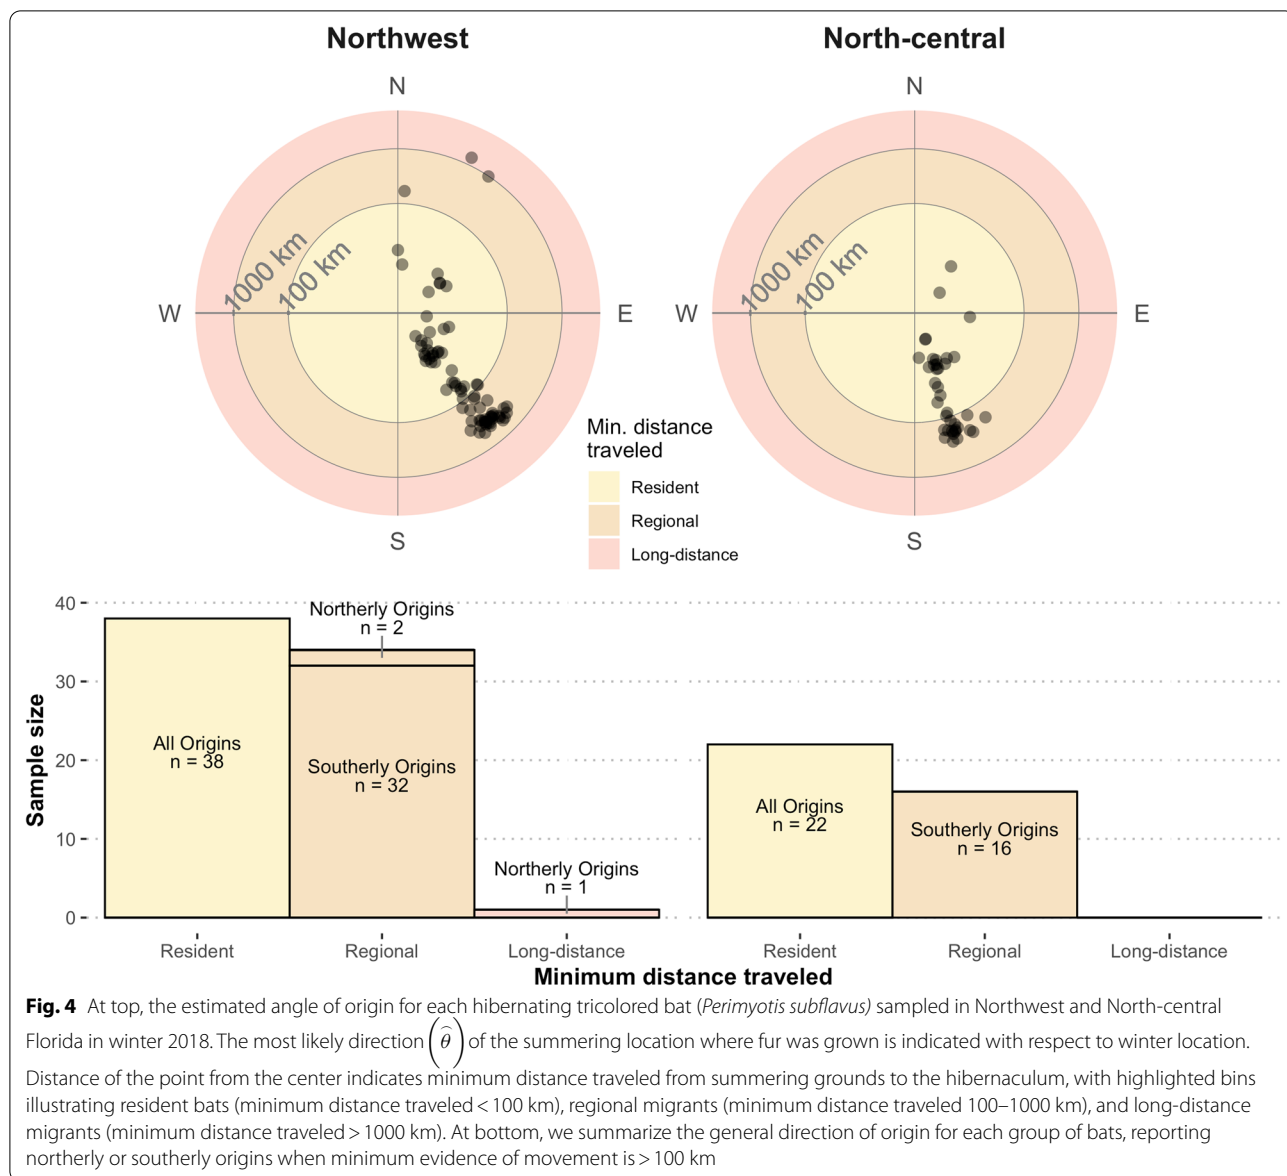 Northwest
North-central
N
N
1000 km
100 km
1000 km
100 km
W
E
W
E
S
S
Min. distance
traveled
Resident
Regional
Long-distance
40
30
20
10
0
Sample size
Northerly Origins
n = 2
All Origins
n = 38
Southerly Origins
n = 32
Northerly Origins
n = 1
All Origins
n = 22
Southerly Origins
n = 16
Resident
Regional
Long-distance
Resident
Regional
Long-distance
Minimum distance traveled
Fig. 4 At top, the estimated angle of origin for each hibernating tricolored bat (Perimyotis subflavus) sampled in Northwest and North-central
Florida in winter 2018. The most likely direction (θ̂) of the summering location where fur was grown is indicated with respect to winter location.
Distance of the point from the center indicates minimum distance traveled from summering grounds to the hibernaculum, with highlighted bins
illustrating resident bats (minimum distance traveled < 100 km), regional migrants (minimum distance traveled 100–1000 km), and long-distance
migrants (minimum distance traveled > 1000 km). At bottom, we summarize the general direction of origin for each group of bats, reporting
northerly or southerly origins when minimum evidence of movement is > 100 km